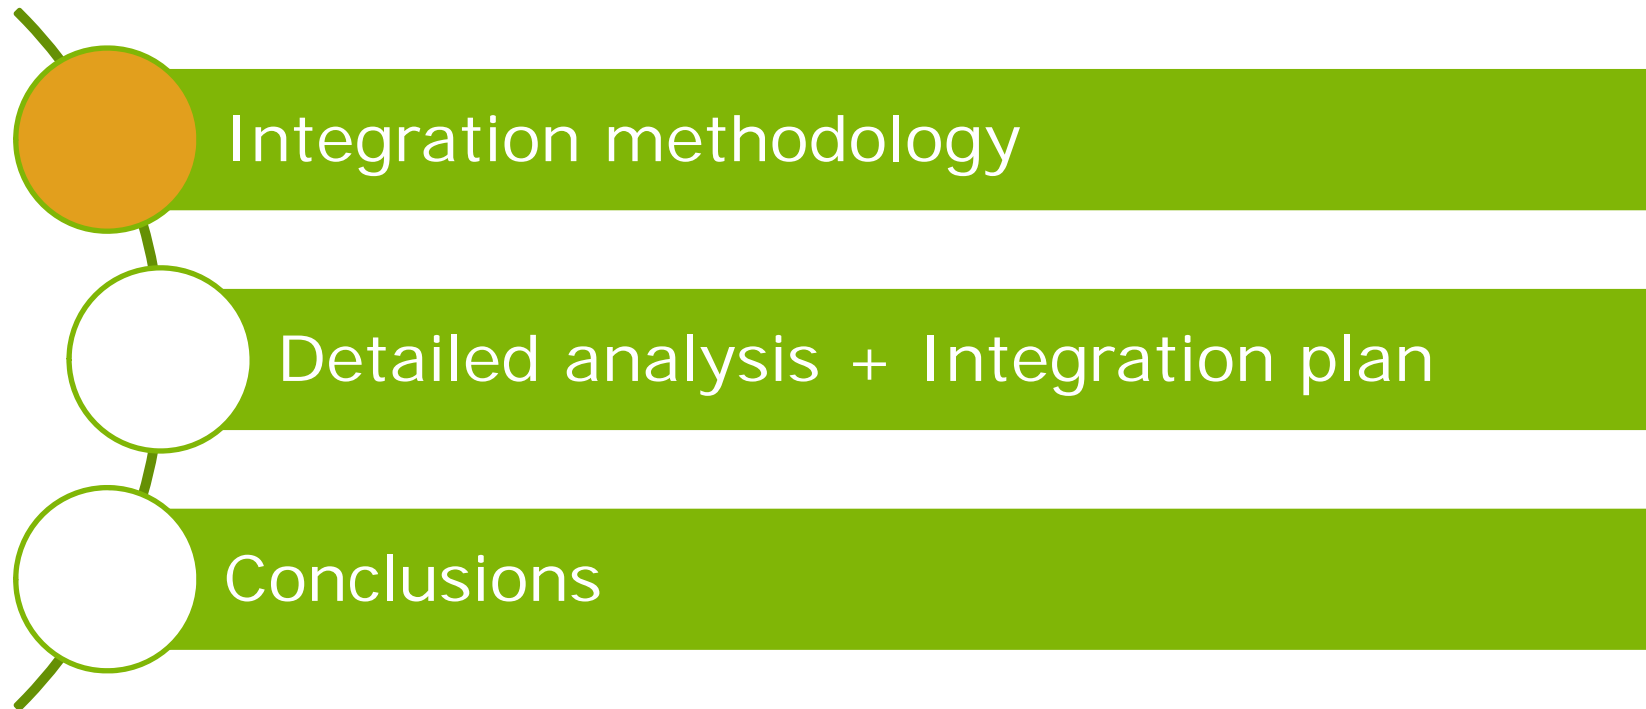 Integration methodology
Detailed analysis + Integration plan
Conclusions